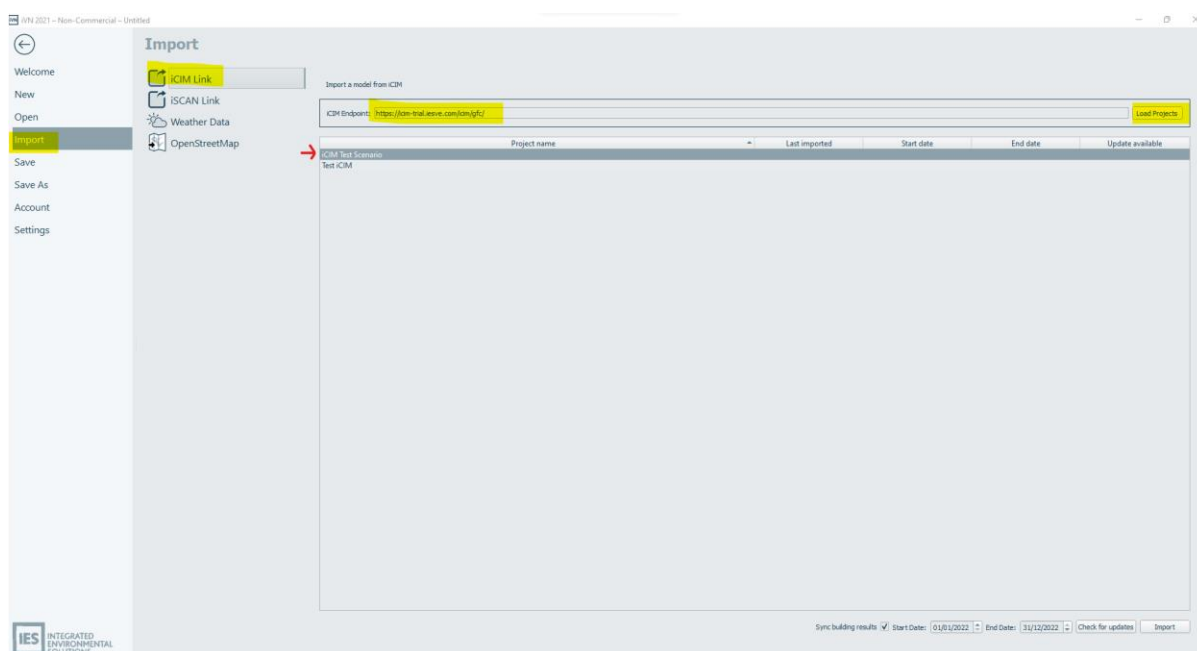 iVN 2021 – Non-Commercial – Untitled
Import
Welcome
New
Open
Import
Save
Save As
Account
Settings
iCIM Link
iSCAN Link
Weather Data
OpenStreetMap
Import a model from iCIM
iCIM Endpoint: https://icim-trial.iesve.com/icim/gfc/ Load Projects
Project name Last imported Start date End date Update available
iCIM Test Scenario
Test iCIM
Sync building results Start Date: 01/01/2022 End Date: 31/12/2022 Check for updates Import
IES INTEGRATED
ENVIRONMENTAL
SOLUTIONS